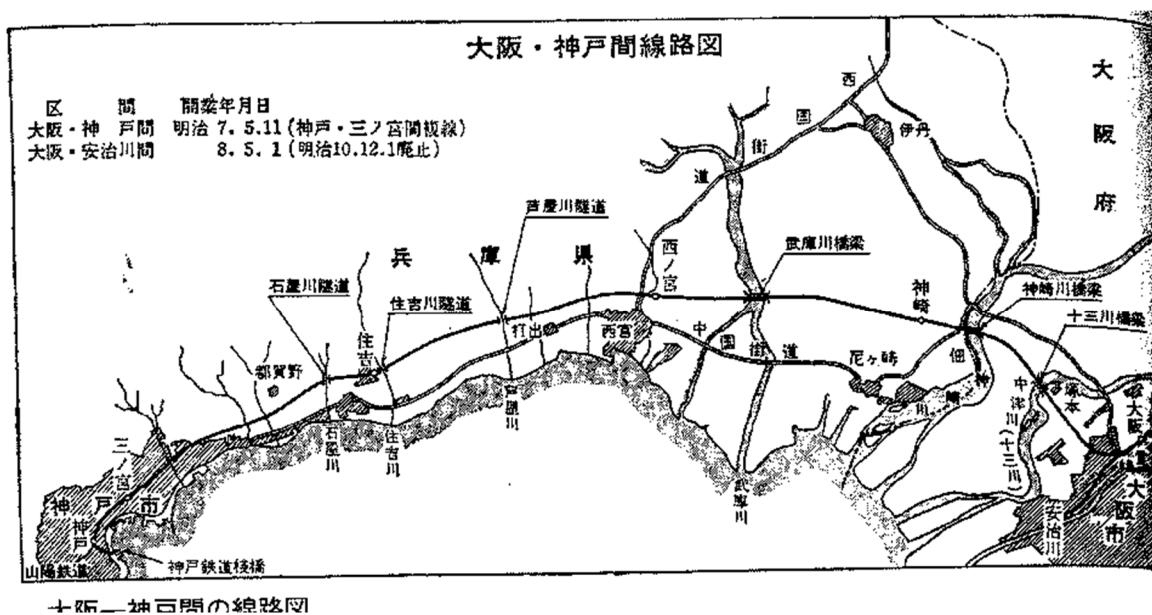 大阪・神戸間線路図
区　間　開業年月日
大阪・神戸間　明治 7. 5.11 (神戸・三ノ宮間複線)
大阪・安治川間　8. 5. 1 (明治10.12.1廃止)
大阪府
兵庫県
西国街道
伊丹
芦屋川隧道
武庫川橋梁
西ノ宮
石屋川隧道
住吉川隧道
神崎
神崎川橋梁
十三川橋梁
打出
西宮
中国街道
住吉
都賀野
尼ヶ崎
佃
神崎川
中津川(十三川)
塚本
大阪
芦屋川
石屋川
住吉川
武庫川
三ノ宮
神戸市
神戸
大阪市
安治川
山陽鉄道
神戸鉄道桟橋
大阪―神戸間の線路図